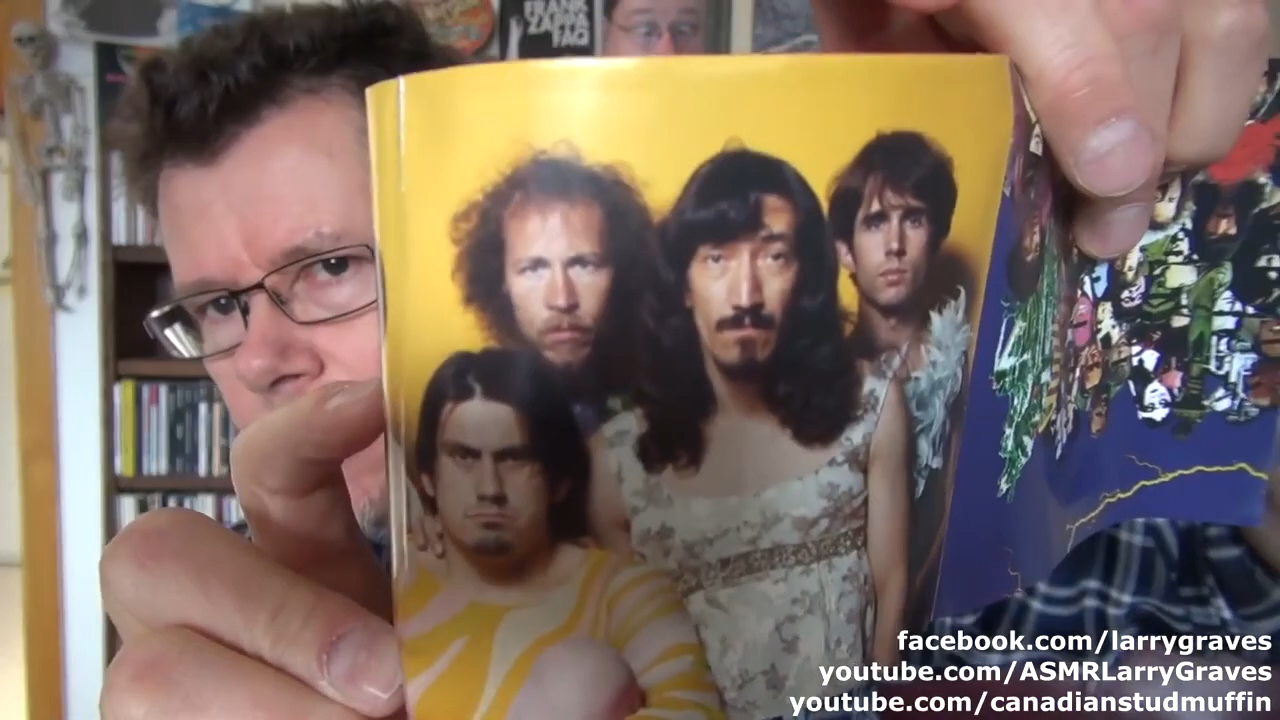 FRANK
ZAPPA
FAQ
facebook.com/larrygraves
youtube.com/ASMRLarryGraves
youtube.com/canadianstudmuffin